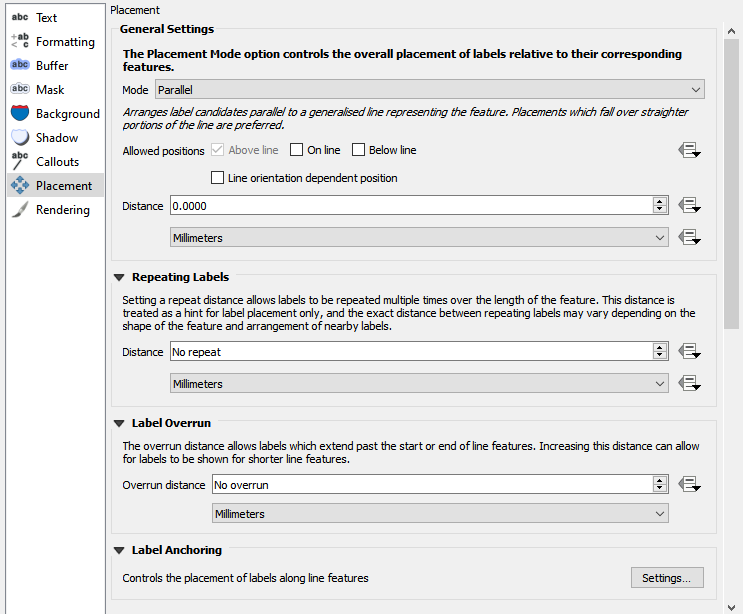 abc Text
+ab < c Formatting
abc Buffer
abc Mask
Background
Shadow
abc Callouts
Placement
Rendering
Placement
General Settings
The Placement Mode option controls the overall placement of labels relative to their corresponding
features.
Mode Parallel
Arranges label candidates parallel to a generalised line representing the feature. Placements which fall over straighter
portions of the line are preferred.
Allowed positions Above line On line Below line
Line orientation dependent position
Distance 0.0000
Millimeters
Repeating Labels
Setting a repeat distance allows labels to be repeated multiple times over the length of the feature. This distance is
treated as a hint for label placement only, and the exact distance between repeating labels may vary depending on the
shape of the feature and arrangement of nearby labels.
Distance No repeat
Millimeters
Label Overrun
The overrun distance allows labels which extend past the start or end of line features. Increasing this distance can allow
for labels to be shown for shorter line features.
Overrun distance No overrun
Millimeters
Label Anchoring
Controls the placement of labels along line features Settings...